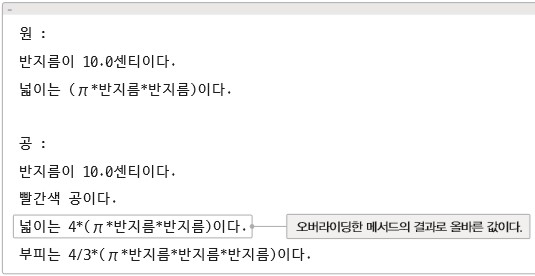 원 :
반지름이 10.0센티이다.
넓이는 (π*반지름*반지름)이다.
공 :
반지름이 10.0센티이다.
빨간색 공이다.
넓이는 4*(π*반지름*반지름)이다.
오버라이딩한 메서드의 결과로 올바른 값이다.
부피는 4/3*(π*반지름*반지름*반지름)이다.